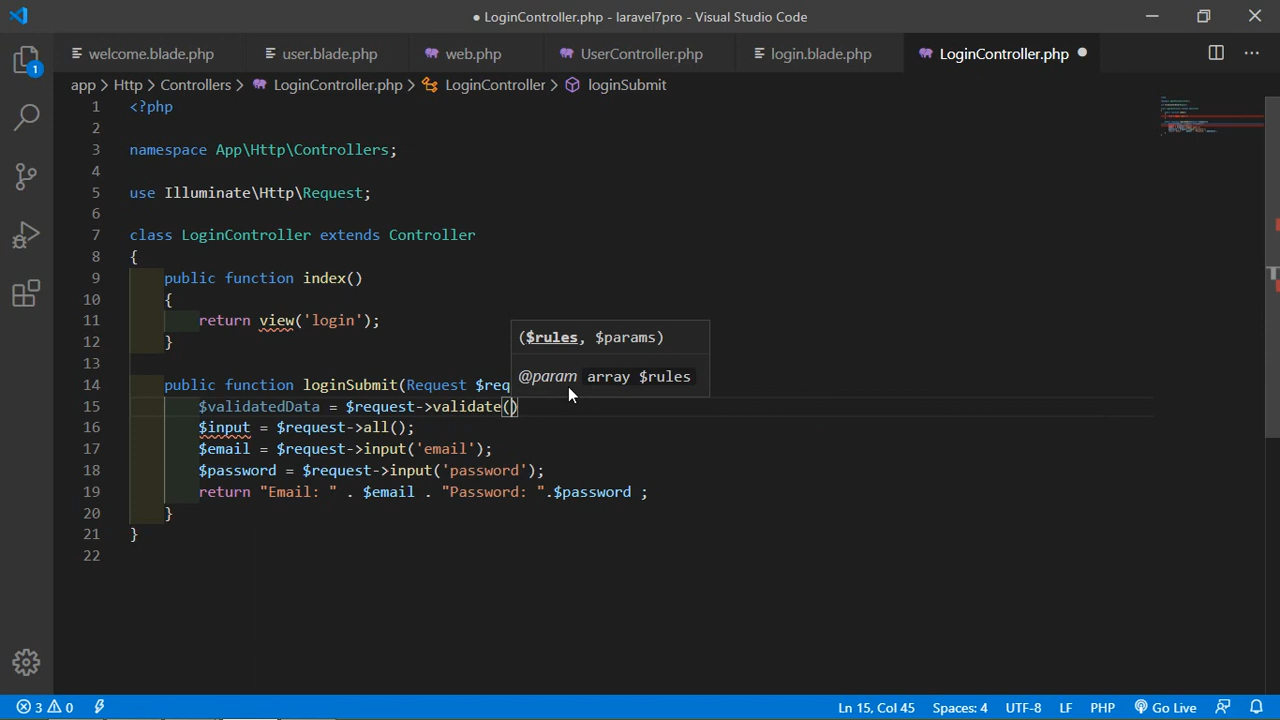 ● LoginController.php - laravel7pro - Visual Studio Code
welcome.blade.php user.blade.php web.php UserController.php login.blade.php LoginController.php ●
app > Http > Controllers > LoginController.php > LoginController > loginSubmit
1
1 <?php
2
3 namespace App\Http\Controllers;
4
5 use Illuminate\Http\Request;
6
7 class LoginController extends Controller
8 {
9 public function index()
10 {
11 return view('login');
12 }
13
($rules, $params)
@param array $rules
14 public function loginSubmit(Request $req
15 $validatedData = $request->validate()
16 $input = $request->all();
17 $email = $request->input('email');
18 $password = $request->input('password');
19 return "Email: " . $email . "Password: ".$password ;
20 }
21 }
22
3 0 Ln 15, Col 45 Spaces: 4 UTF-8 LF PHP Go Live